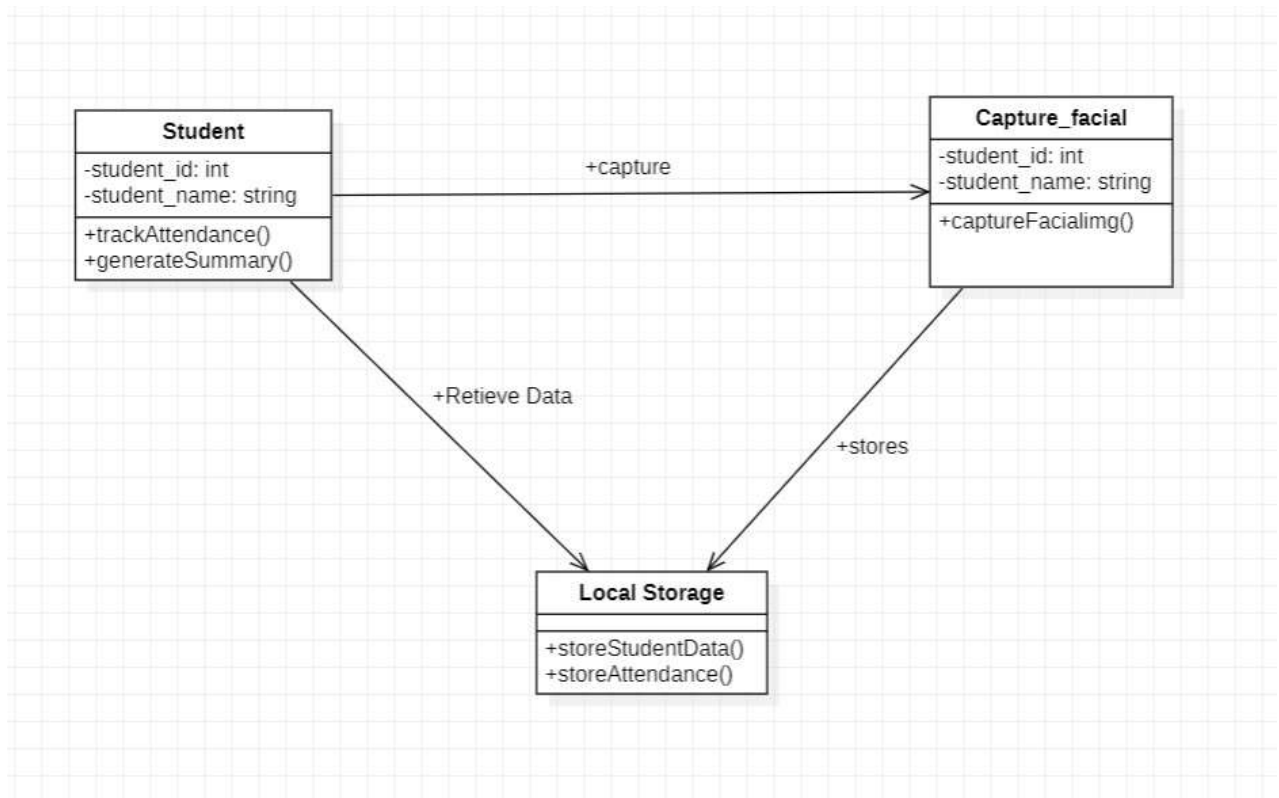 Student
-student_id: int
-student_name: string
+trackAttendance()
+generateSummary()
+capture
Capture_facial
-student_id: int
-student_name: string
+captureFacialimg()
+Retieve Data
+stores
Local Storage
+storeStudentData()
+storeAttendance()